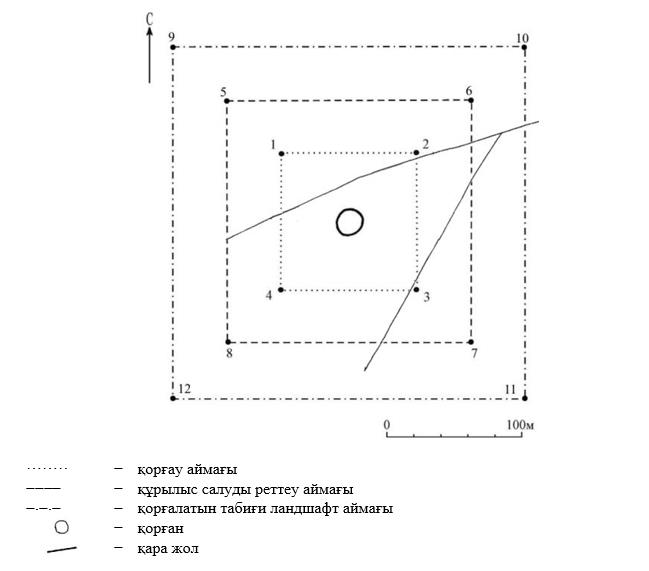 С
9
10
5
6
1
2
4
3
8
7
12
11
0
100м
– қорғау аймағы
– құрылыс салуды реттеу аймағы
– қорғалатын табиғи ландшафт аймағы
– қорған
– қара жол